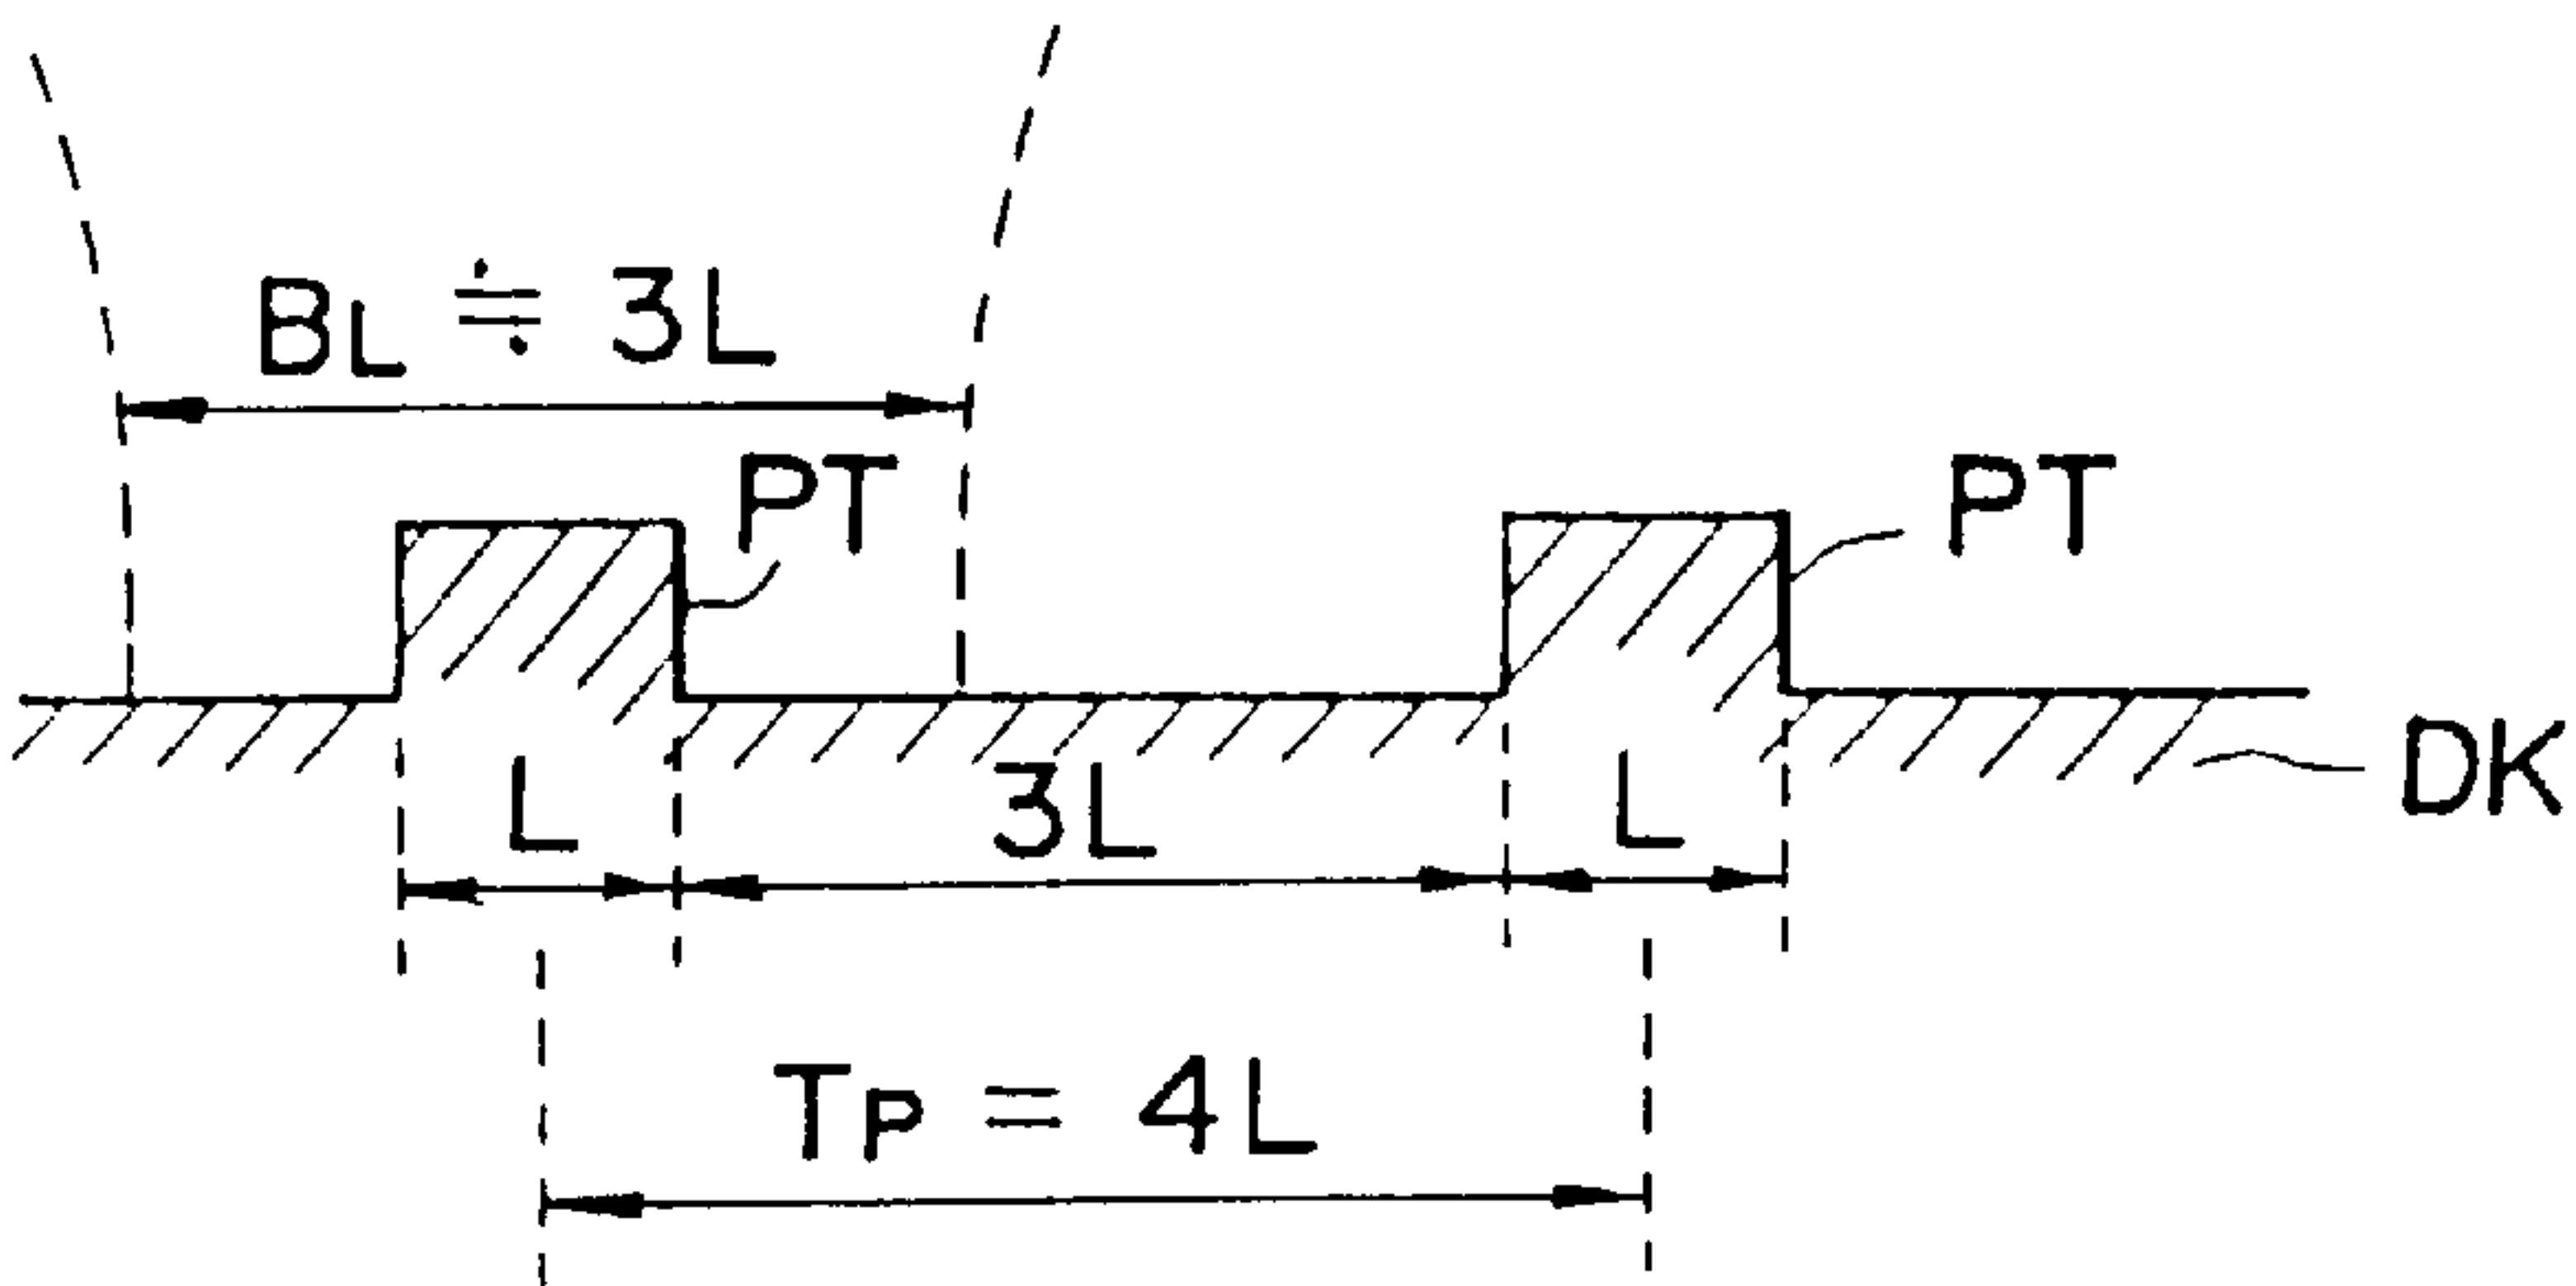 BL ≒ 3L
PT
PT
DK
L
3L
L
TP = 4L